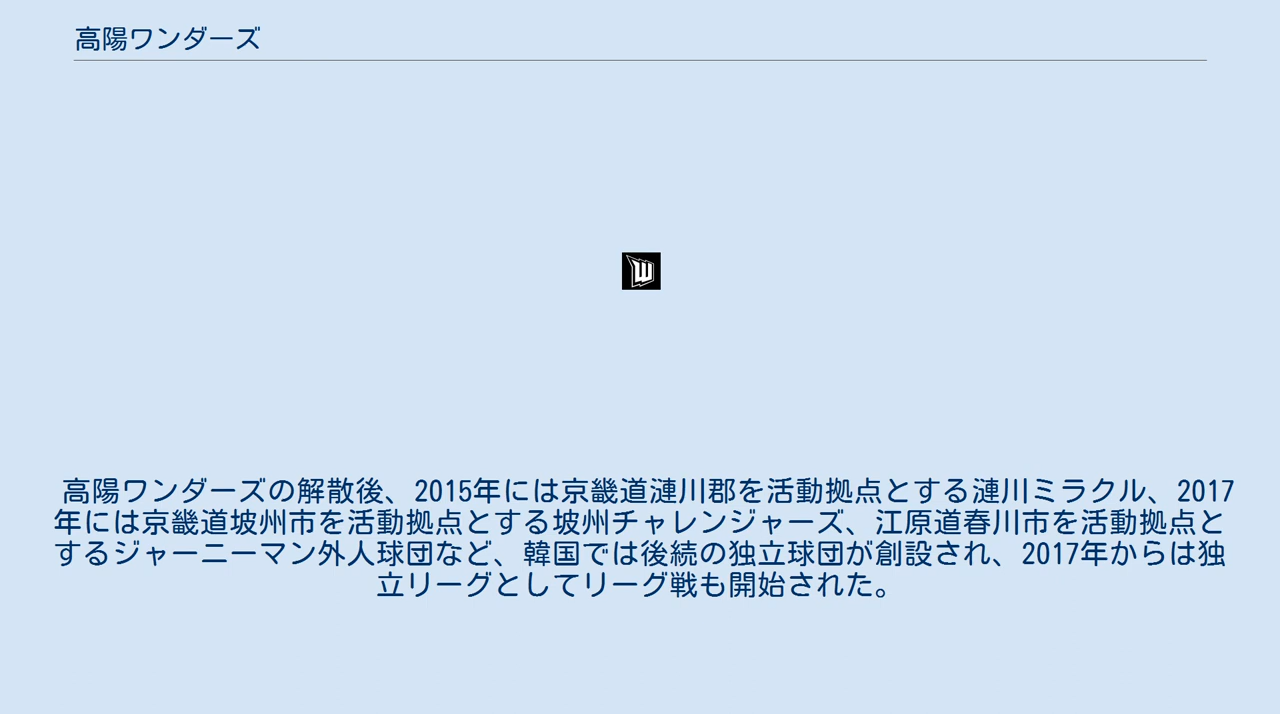 高陽ワンダーズ
W
高陽ワンダーズの解散後、2015年には京畿道漣川郡を活動拠点とする漣川ミラクル、2017
年には京畿道坡州市を活動拠点とする坡州チャレンジャーズ、江原道春川市を活動拠点と
するジャーニーマン外人球団など、韓国では後続の独立球団が創設され、2017年からは独
立リーグとしてリーグ戦も開始された。